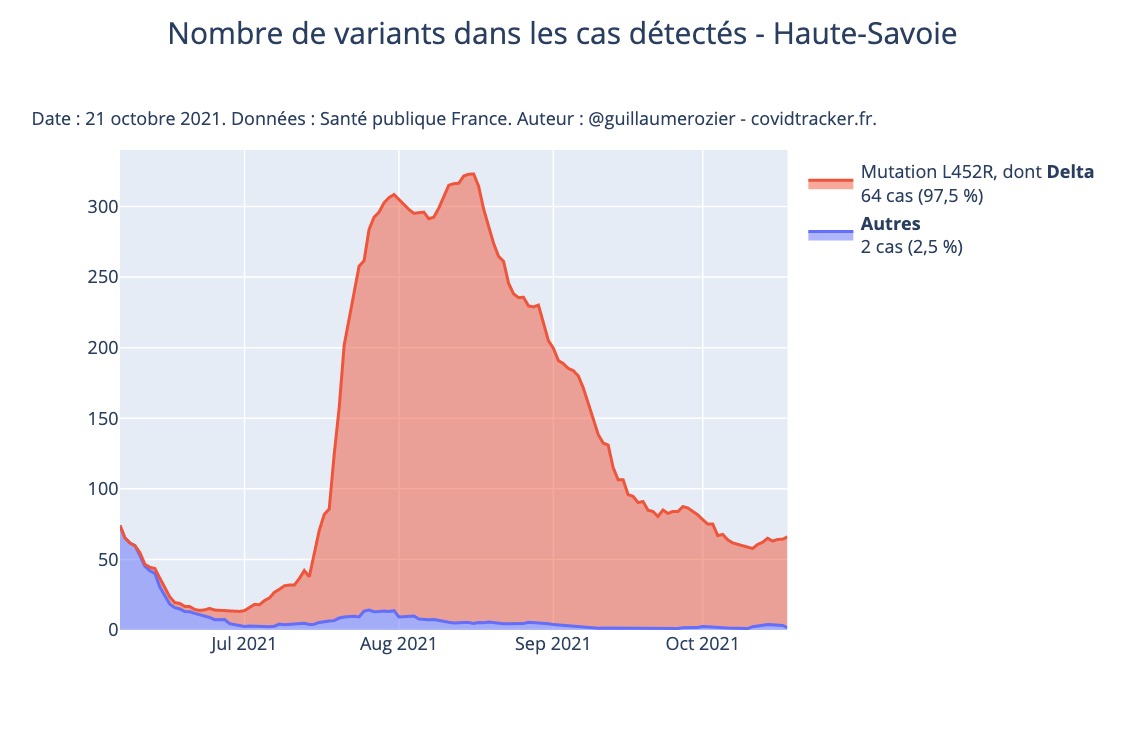 Nombre de variants dans les cas détectés - Haute-Savoie
Date : 21 octobre 2021. Données : Santé publique France. Auteur : @guillaumerozier - covidtracker.fr.
Mutation L452R, dont Delta
64 cas (97,5 %)
Autres
2 cas (2,5 %)
300
250
200
150
100
50
0
Jul 2021
Aug 2021
Sep 2021
Oct 2021